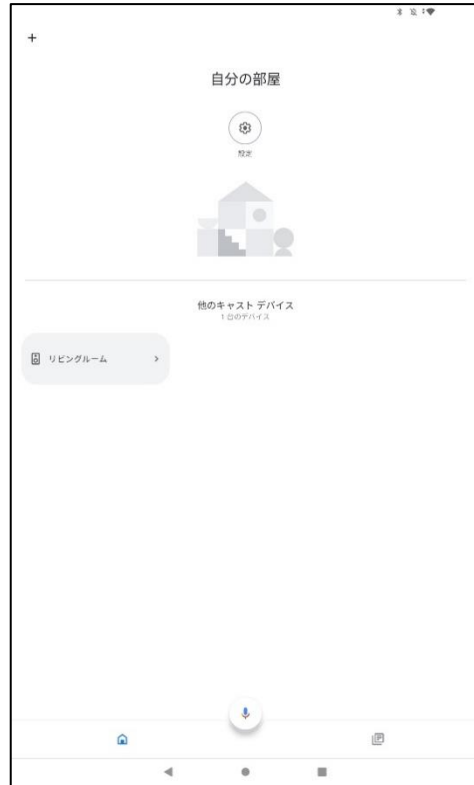 +
自分の部屋
設定
他のキャスト デバイス
1 台のデバイス
リビングルーム